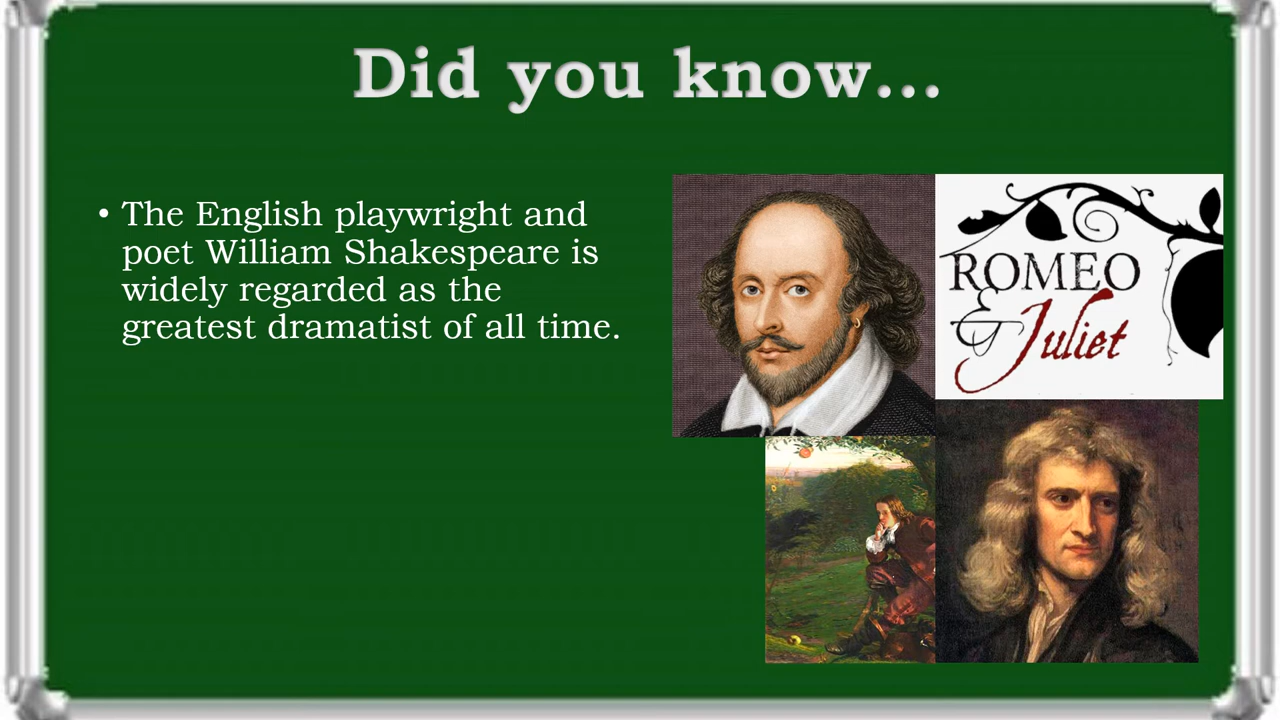 Did you know...
• The English playwright and
poet William Shakespeare is
widely regarded as the
greatest dramatist of all time.
ROMEO
& Juliet